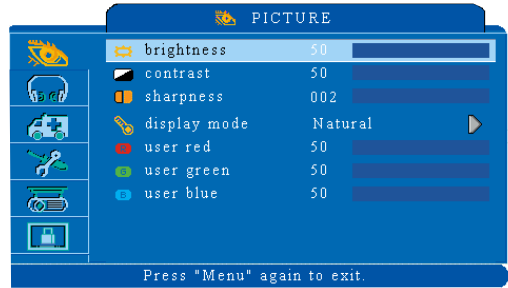 PICTURE
brightness 50
contrast 50
sharpness 002
display mode Natural
user red 50
user green 50
user blue 50
Press "Menu" again to exit.